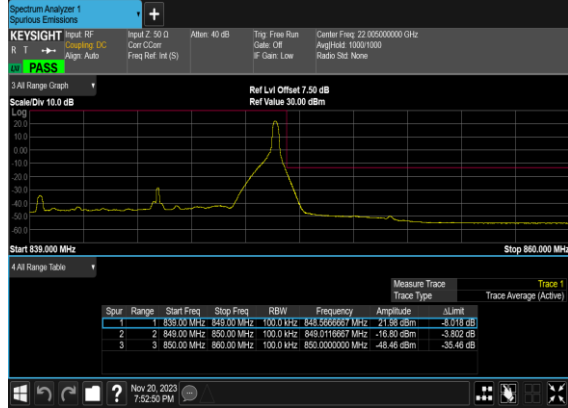 Spectrum Analyzer 1
Spurious Emissions
+
KEYSIGHT Input: RF Input Z: 50 Ω Atten: 40 dB Trig: Free Run Center Freq: 22.005000000 GHz
R T Coupling: DC Corr CCorr Gate: Off Avg|Hold: 1000/1000
Align: Auto Freq Ref: Int (S) IF Gain: Low Radio Std: None
PASS
3 All Range Graph Ref Lvl Offset 7.50 dB
Scale/Div 10.0 dB Ref Value 30.00 dBm
Log
20.0
10.0
0.00
-10.0
-20.0
-30.0
-40.0
-50.0
-60.0
Start 839.000 MHz Stop 860.000 MHz
4 All Range Table
Measure Trace Trace 1
Trace Type Trace Average (Active)
Spur Range Start Freq Stop Freq RBW Frequency Amplitude ΔLimit
1 1 839.00 MHz 849.00 MHz 100.0 kHz 848.5666667 MHz 21.98 dBm -8.018 dB
2 2 849.00 MHz 850.00 MHz 100.0 kHz 849.0116667 MHz -16.80 dBm -3.802 dB
3 3 850.00 MHz 860.00 MHz 100.0 kHz 850.0000000 MHz -48.46 dBm -35.46 dB
? Nov 20, 2023
7:52:50 PM